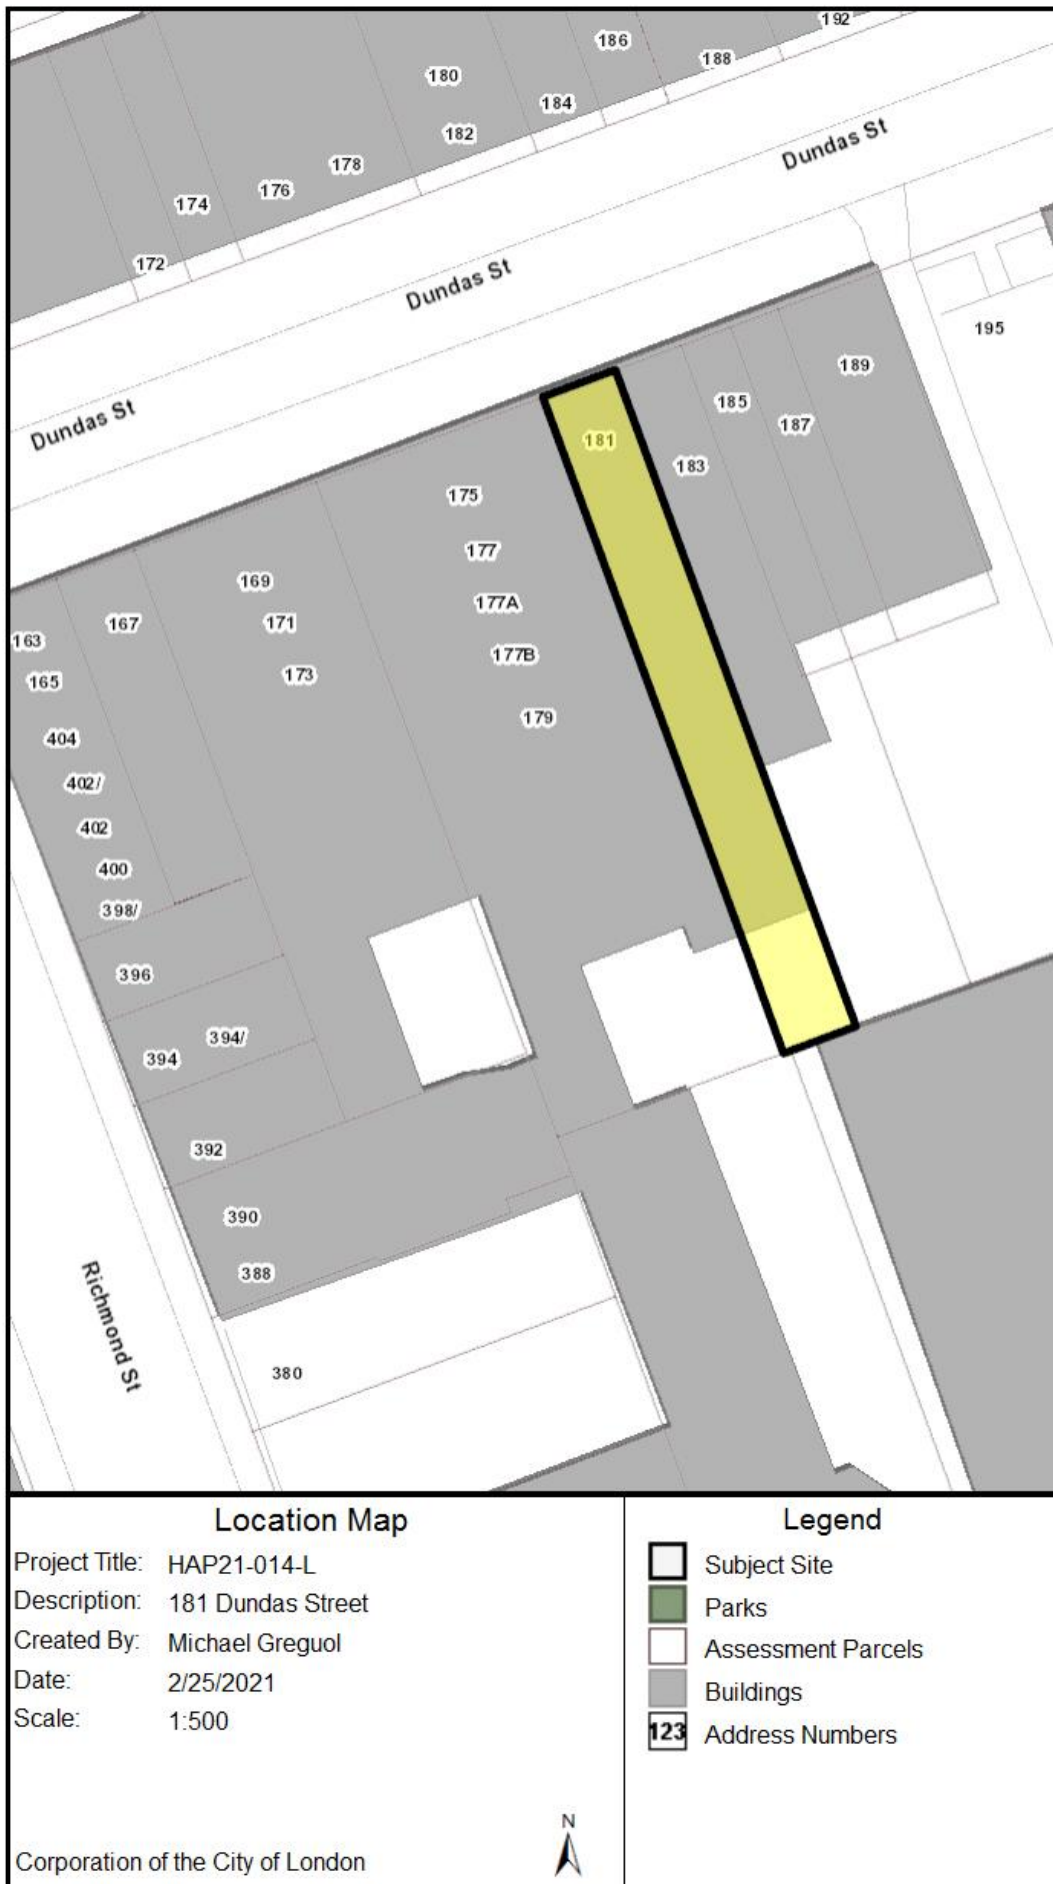 192
186
188
180
184
182
Dundas St
178
176
174
172
Dundas St
195
189
185
187
Dundas St
181
183
175
177
169
177A
171
167
163
177B
173
165
179
404
402/
402
400
398/
396
394/
394
392
390
388
Richmond St
380
Location Map
Project Title: HAP21-014-L
Description: 181 Dundas Street
Created By: Michael Greguol
Date: 2/25/2021
Scale: 1:500
N
Corporation of the City of London
Legend
Subject Site
Parks
Assessment Parcels
Buildings
123 Address Numbers